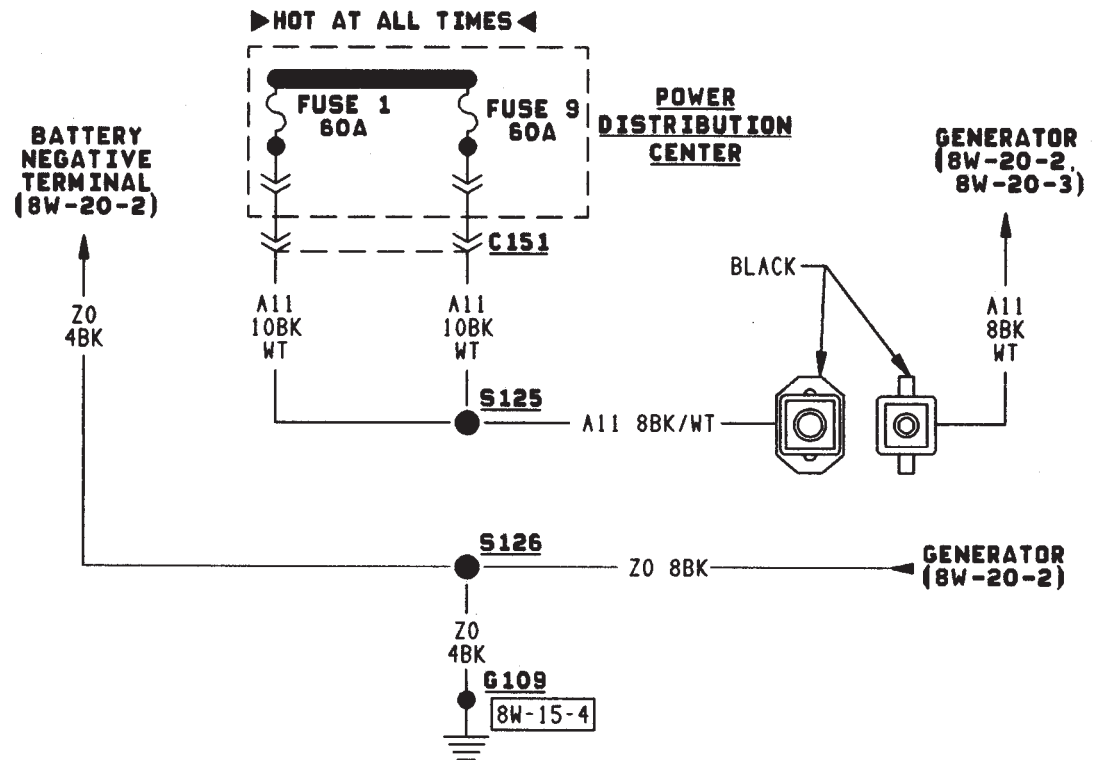 HOT AT ALL TIMES
FUSE 1
60A
FUSE 9
60A
POWER
DISTRIBUTION
CENTER
BATTERY
NEGATIVE
TERMINAL
(8W-20-2)
GENERATOR
(8W-20-2,
8W-20-3)
C151
BLACK
Z0
4BK
A11
10BK
WT
A11
10BK
WT
A11
8BK
WT
S125
A11 8BK/WT
S126
Z0 8BK
GENERATOR
(8W-20-2)
Z0
4BK
G109
8W-15-4